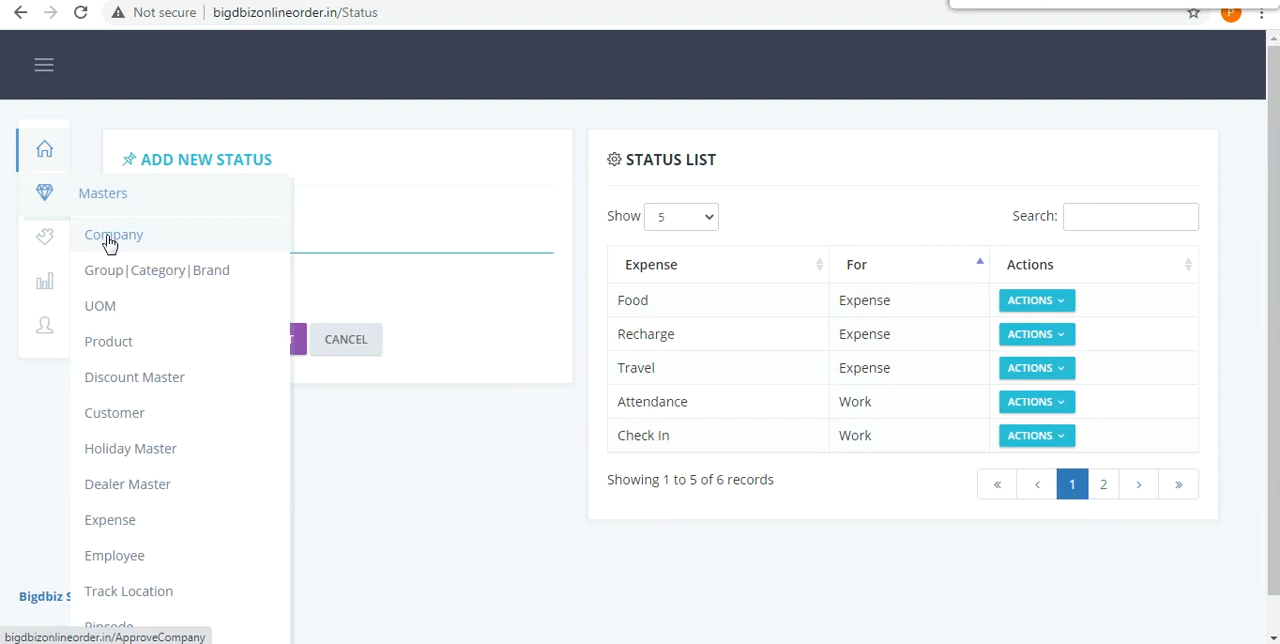 Not secure | bigdbizonlineorder.in/Status
P
ADD NEW STATUS
STATUS LIST
Masters
Company
Group|Category|Brand
UOM
Product
Discount Master
Customer
Holiday Master
Dealer Master
Expense
Employee
Track Location
Pincode
T CANCEL
Show 5 Search:
Expense For Actions
Food Expense ACTIONS
Recharge Expense ACTIONS
Travel Expense ACTIONS
Attendance Work ACTIONS
Check In Work ACTIONS
Showing 1 to 5 of 6 records « ‹ 1 2 › »
Bigdbiz S
bigdbizonlineorder.in/ApproveCompany